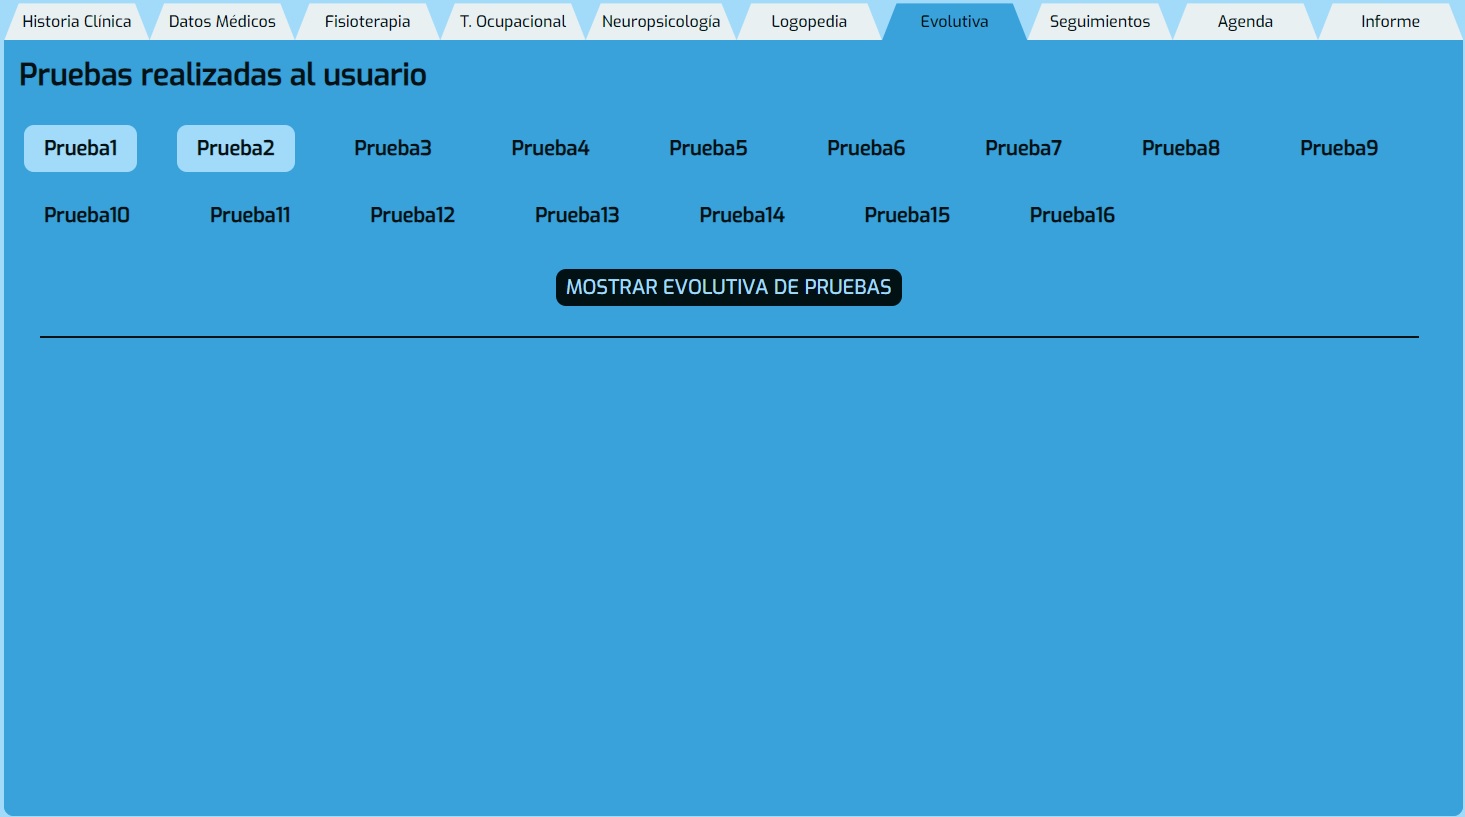 Historia Clínica Datos Médicos Fisioterapia T. Ocupacional Neuropsicología Logopedia Evolutiva Seguimientos Agenda Informe
Pruebas realizadas al usuario
Prueba1 Prueba2 Prueba3 Prueba4 Prueba5 Prueba6 Prueba7 Prueba8 Prueba9
Prueba10 Prueba11 Prueba12 Prueba13 Prueba14 Prueba15 Prueba16
MOSTRAR EVOLUTIVA DE PRUEBAS